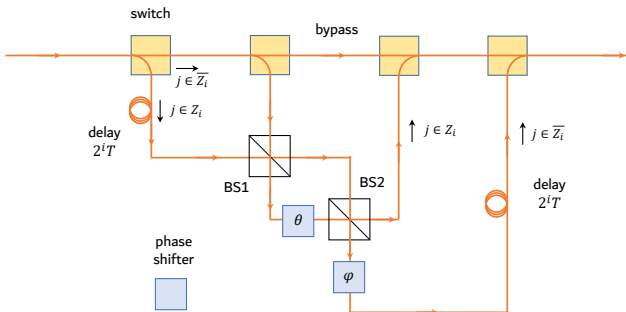 switch
bypass
j ∈ Z̅ᵢ
j ∈ Zᵢ
delay
2ⁱT
j ∈ Zᵢ
j ∈ Z̅ᵢ
BS1
BS2
delay
2ⁱT
θ
phase
shifter
φ